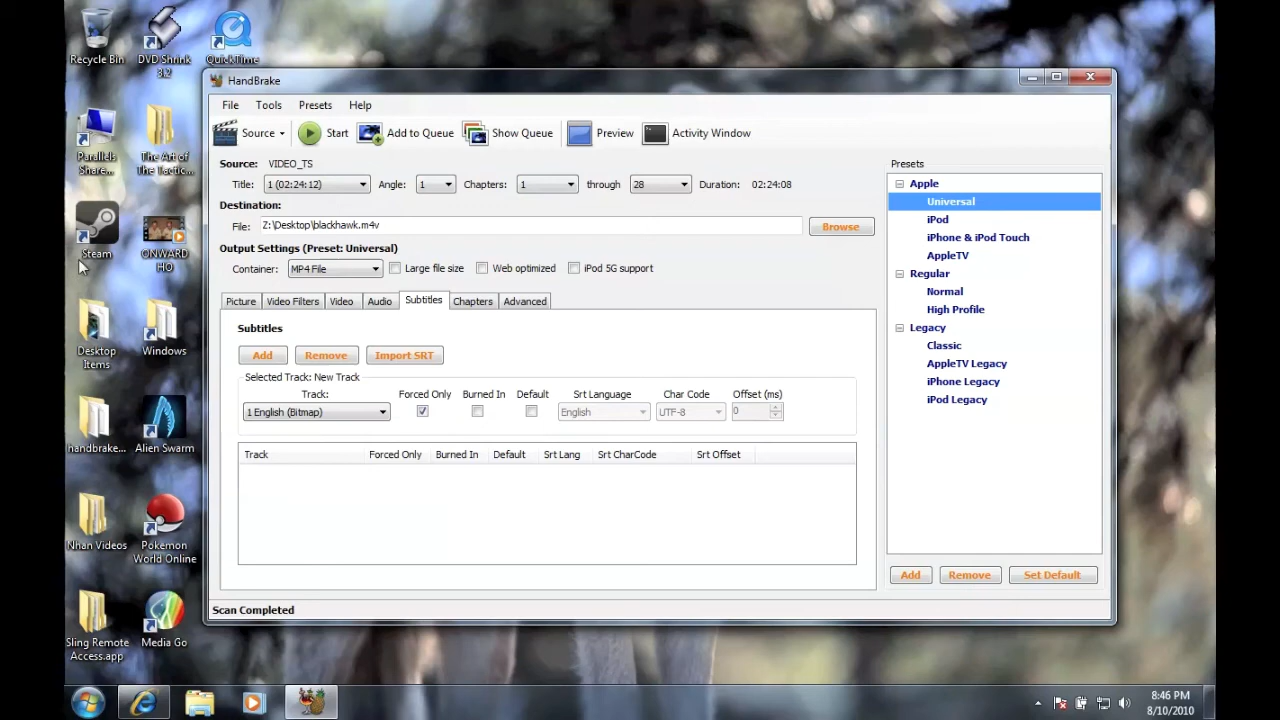 Recycle Bin
DVD Shrink
3.2
QuickTime
Parallels
Share...
The Art of
The Tactic...
Steam
ONWARD
HO
Desktop
Items
Windows
handbrake...
Alien Swarm
Nhan Videos
Pokemon
World Online
Sling Remote
Access.app
Media Go
HandBrake
File Tools Presets Help
Source Start Add to Queue Show Queue Preview Activity Window
Source: VIDEO_TS
Title: 1 (02:24:12) Angle: 1 Chapters: 1 through 28 Duration: 02:24:08
Destination:
File: Z:\Desktop\blackhawk.m4v Browse
Output Settings (Preset: Universal)
Container: MP4 File Large file size Web optimized iPod 5G support
Picture Video Filters Video Audio Subtitles Chapters Advanced
Subtitles
Add Remove Import SRT
Selected Track: New Track
Track: Forced Only Burned In Default Srt Language Char Code Offset (ms)
1 English (Bitmap) English UTF-8 0
Track Forced Only Burned In Default Srt Lang Srt CharCode Srt Offset
Presets
Apple
Universal
iPod
iPhone & iPod Touch
AppleTV
Regular
Normal
High Profile
Legacy
Classic
AppleTV Legacy
iPhone Legacy
iPod Legacy
Add Remove Set Default
Scan Completed
8:46 PM
8/10/2010